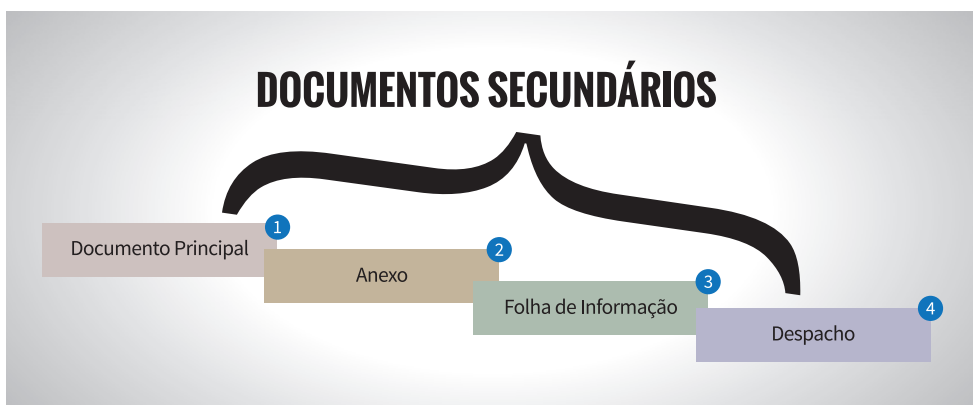 DOCUMENTOS SECUNDÁRIOS
1
Documento Principal
2
Anexo
3
Folha de Informação
4
Despacho